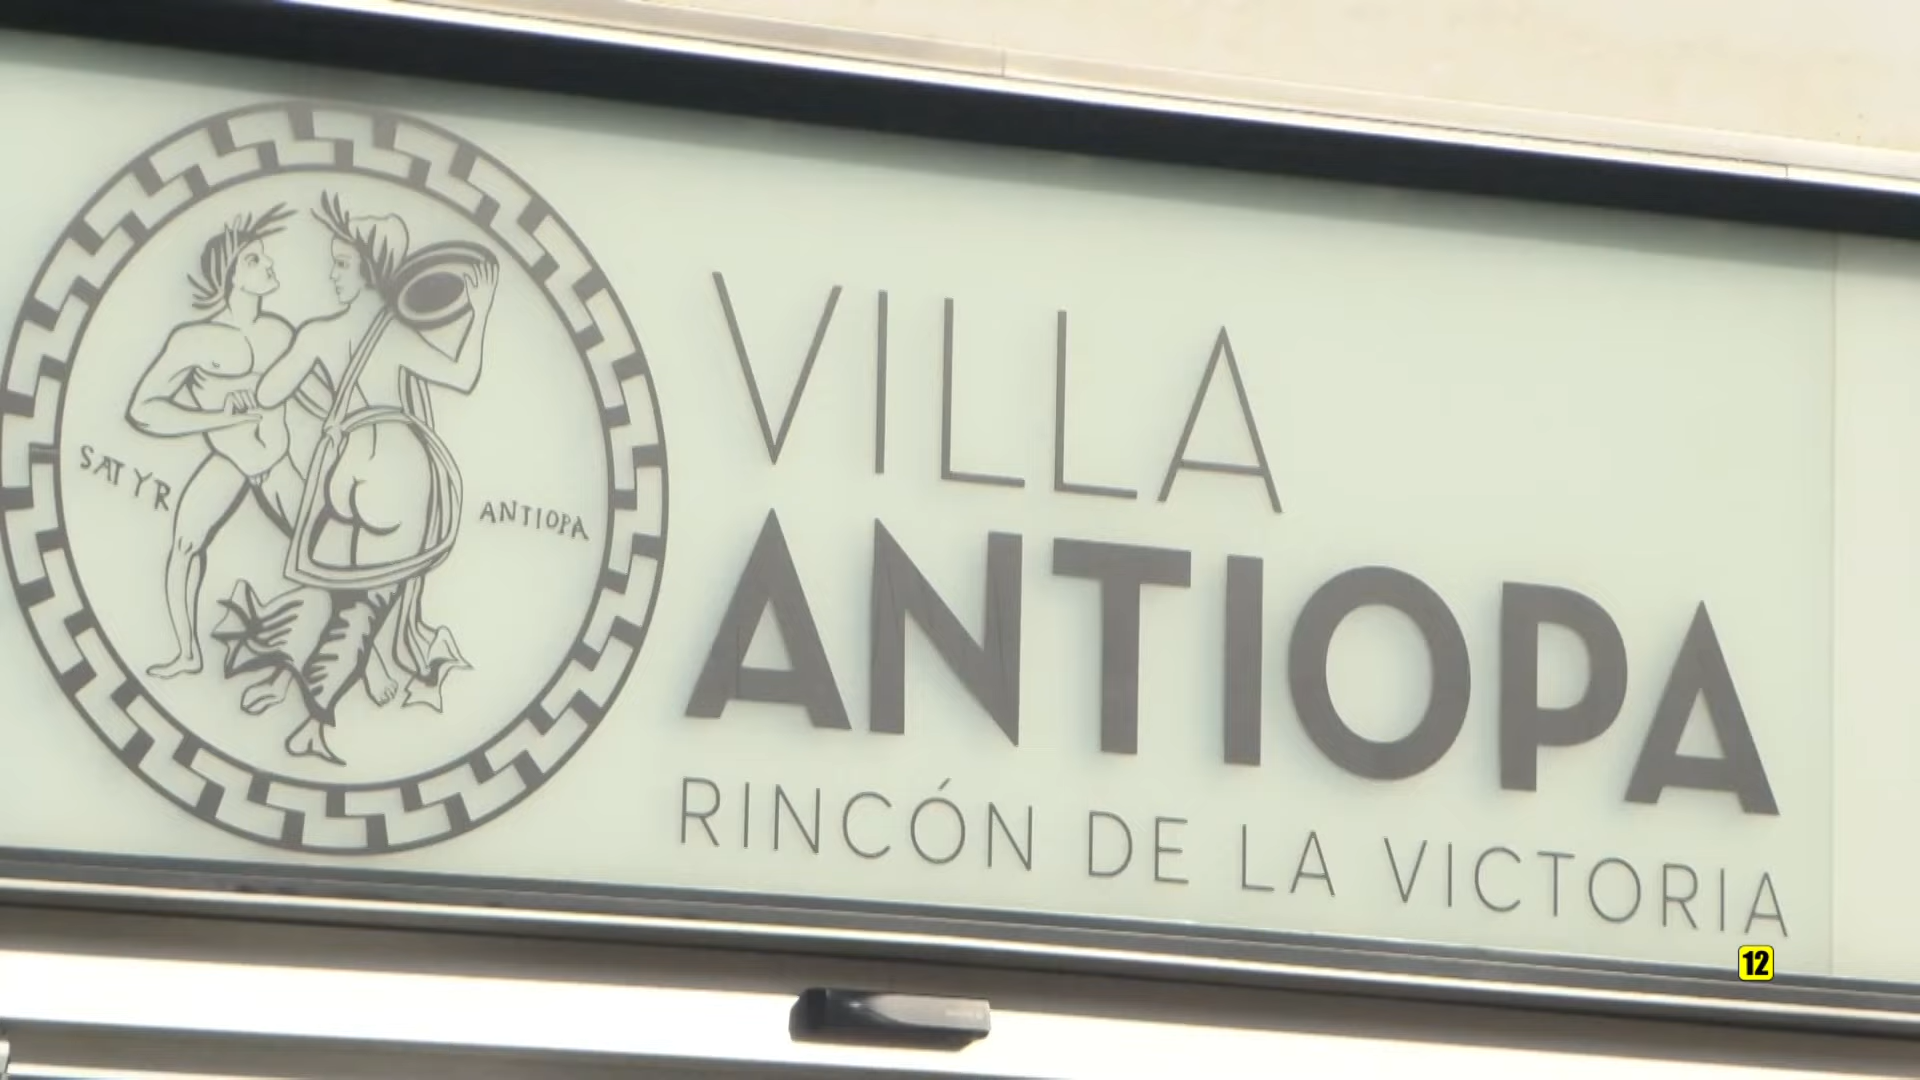 SATYR
ANTIOPA
VILLA
ANTIOPA
RINCÓN DE LA VICTORIA
12